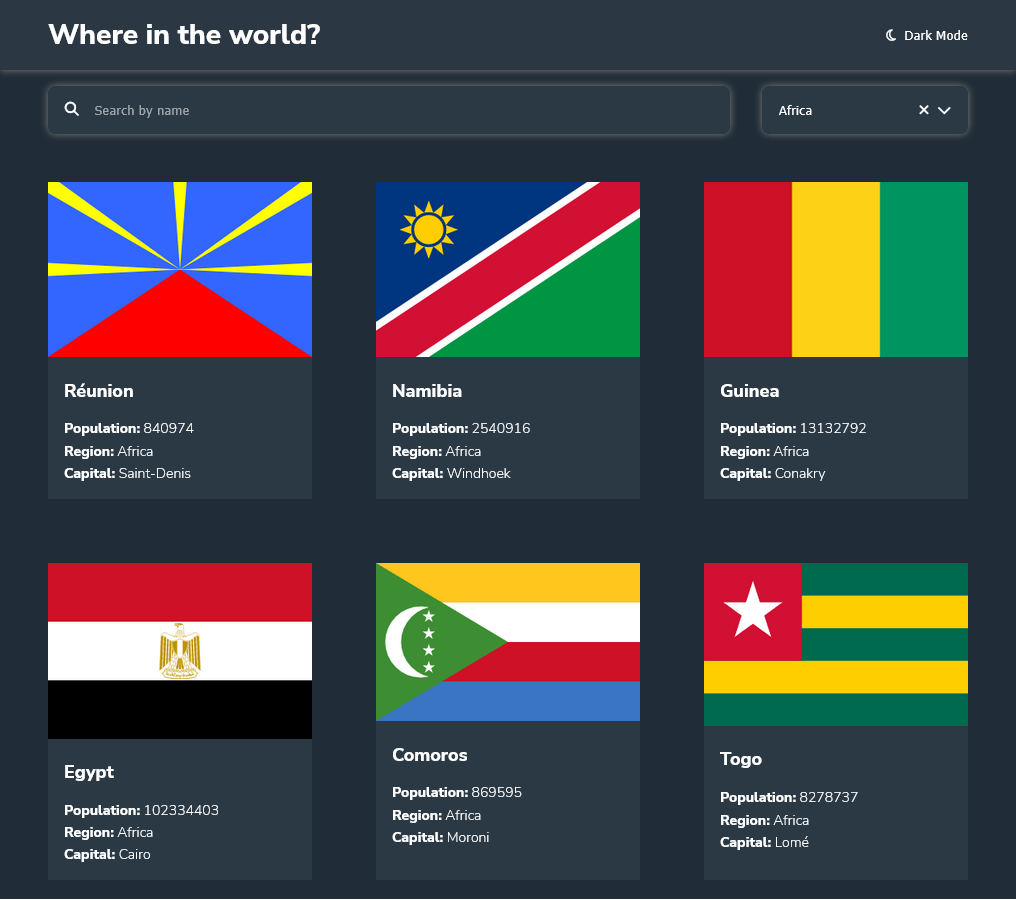 Where in the world?
Dark Mode
Search by name
Africa
Réunion
Population: 840974
Region: Africa
Capital: Saint-Denis
Namibia
Population: 2540916
Region: Africa
Capital: Windhoek
Guinea
Population: 13132792
Region: Africa
Capital: Conakry
Egypt
Population: 102334403
Region: Africa
Capital: Cairo
Comoros
Population: 869595
Region: Africa
Capital: Moroni
Togo
Population: 8278737
Region: Africa
Capital: Lomé